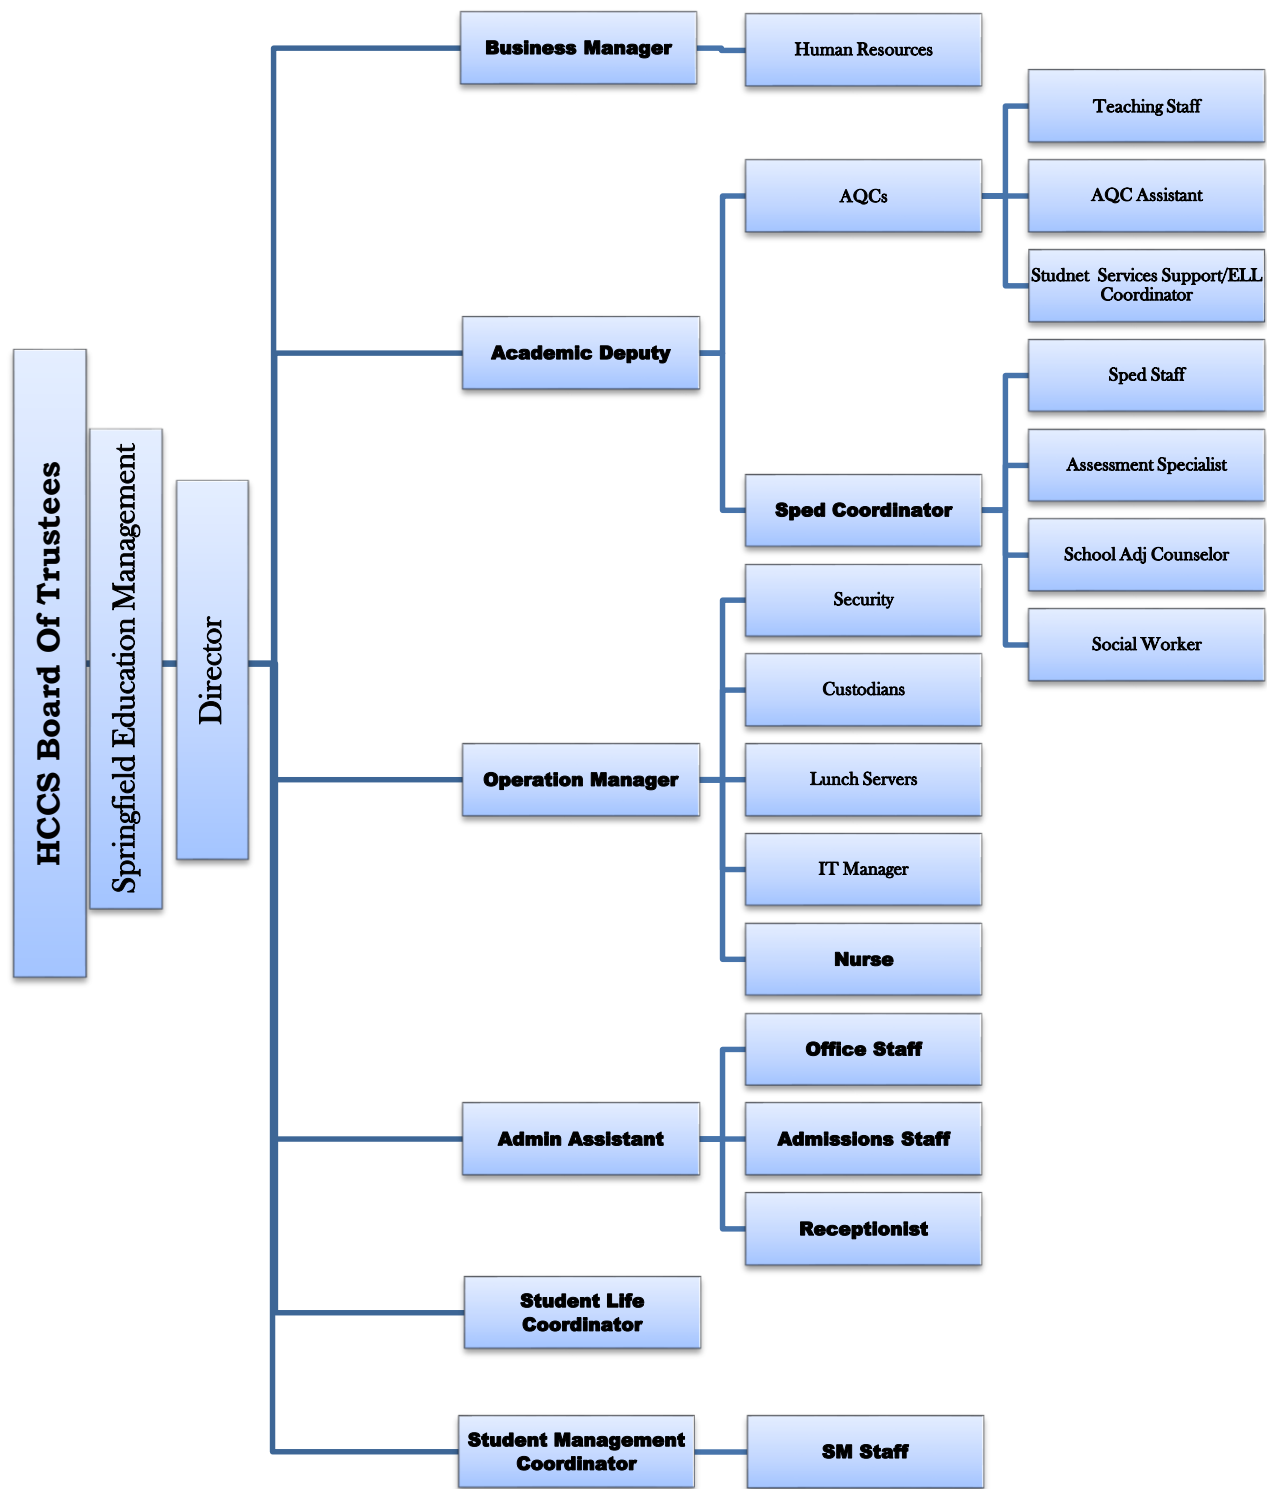 HCCS Board Of Trustees
Springfield Education Management
Director
Business Manager
Human Resources
Academic Deputy
AQCs
Teaching Staff
AQC Assistant
Studnet  Services Support/ELL
Coordinator
Sped Coordinator
Sped Staff
Assessment Specialist
School Adj Counselor
Social Worker
Operation Manager
Security
Custodians
Lunch Servers
IT Manager
Nurse
Admin Assistant
Office Staff
Admissions Staff
Receptionist
Student Life
Coordinator
Student Management
Coordinator
SM Staff